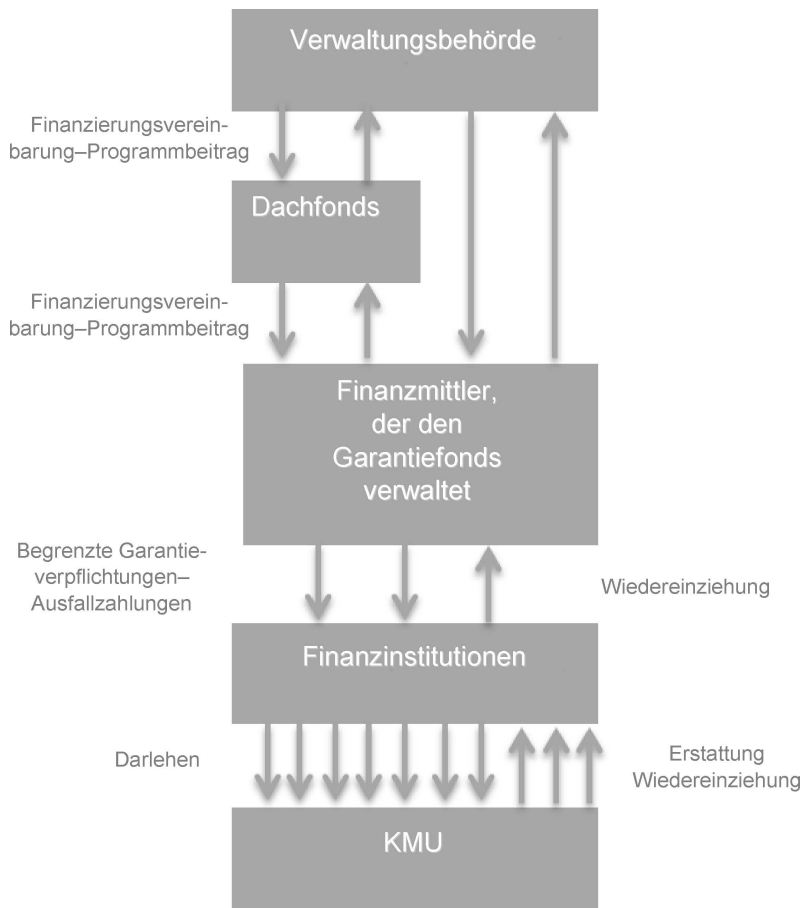 Verwaltungsbehörde
Finanzierungsverein-
barung–Programmbeitrag
Dachfonds
Finanzierungsverein-
barung–Programmbeitrag
Finanzmittler,
der den
Garantiefonds
verwaltet
Begrenzte Garantie-
verpflichtungen–
Ausfallzahlungen
Wiedereinziehung
Finanzinstitutionen
Darlehen
Erstattung
Wiedereinziehung
KMU